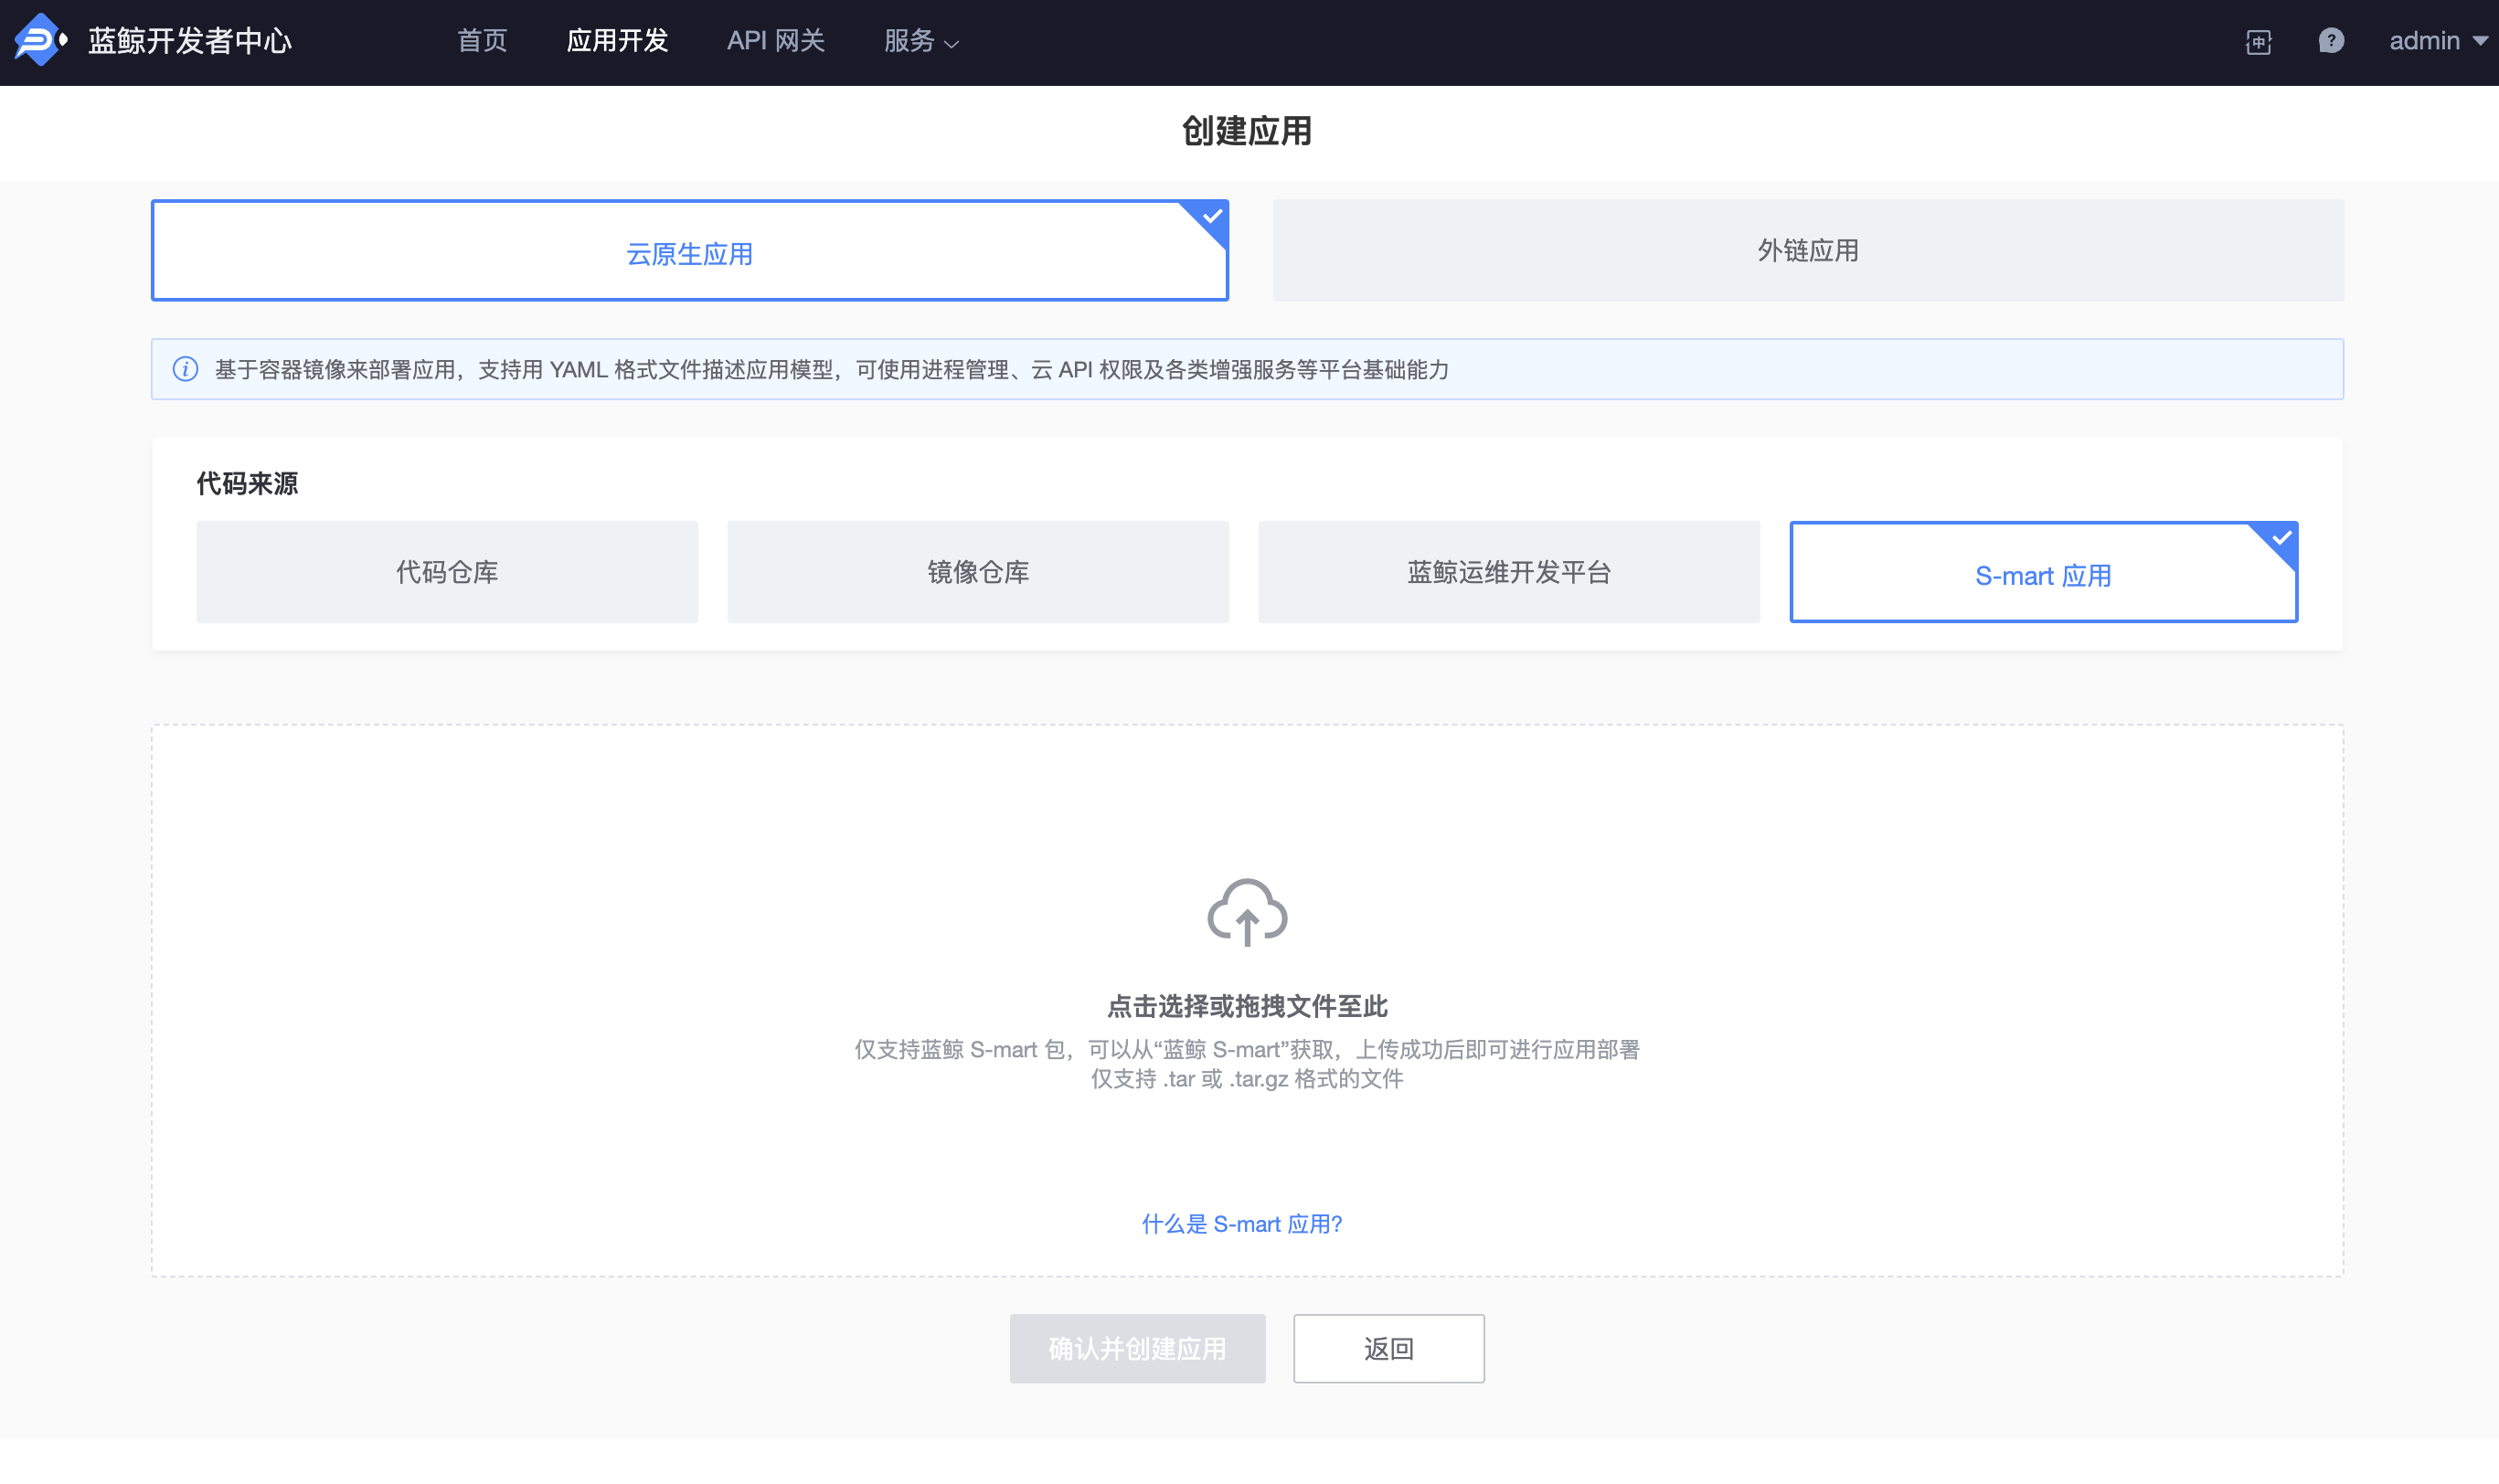 蓝鲸开发者中心
首页
应用开发
API 网关
服务
中
?
admin
创建应用
云原生应用
外链应用
i 基于容器镜像来部署应用，支持用 YAML 格式文件描述应用模型，可使用进程管理、云 API 权限及各类增强服务等平台基础能力
代码来源
代码仓库
镜像仓库
蓝鲸运维开发平台
S-mart 应用
点击选择或拖拽文件至此
仅支持蓝鲸 S-mart 包，可以从“蓝鲸 S-mart”获取，上传成功后即可进行应用部署
仅支持 .tar 或 .tar.gz 格式的文件
什么是 S-mart 应用?
确认并创建应用
返回